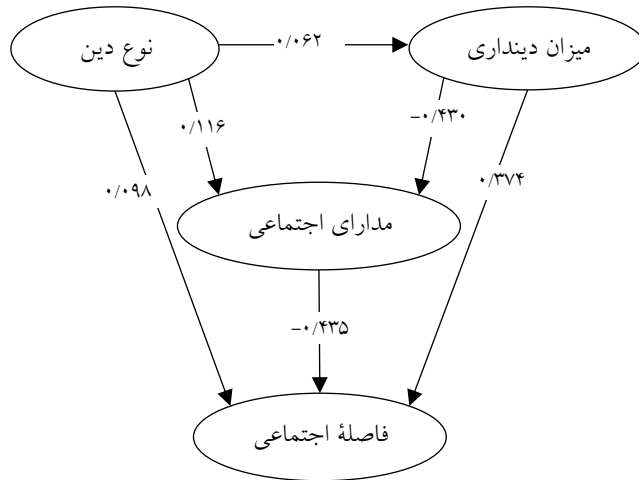 نوع دین
۰/۰۶۲
میزان دینداری
۰/۱۱۶
−۰/۴۳۰
۰/۰۹۸
۰/۳۷۴
مدارای اجتماعی
−۰/۴۳۵
فاصلۀ اجتماعی